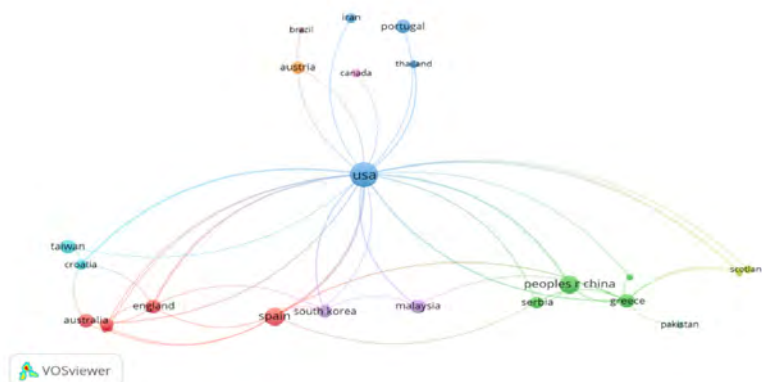 iran
brazil
portugal
austria
canada
thailand
usa
taiwan
croatia
scotlan
peoples r china
england
malaysia
serbia
greece
spain
south korea
australia
pakistan
VOSviewer